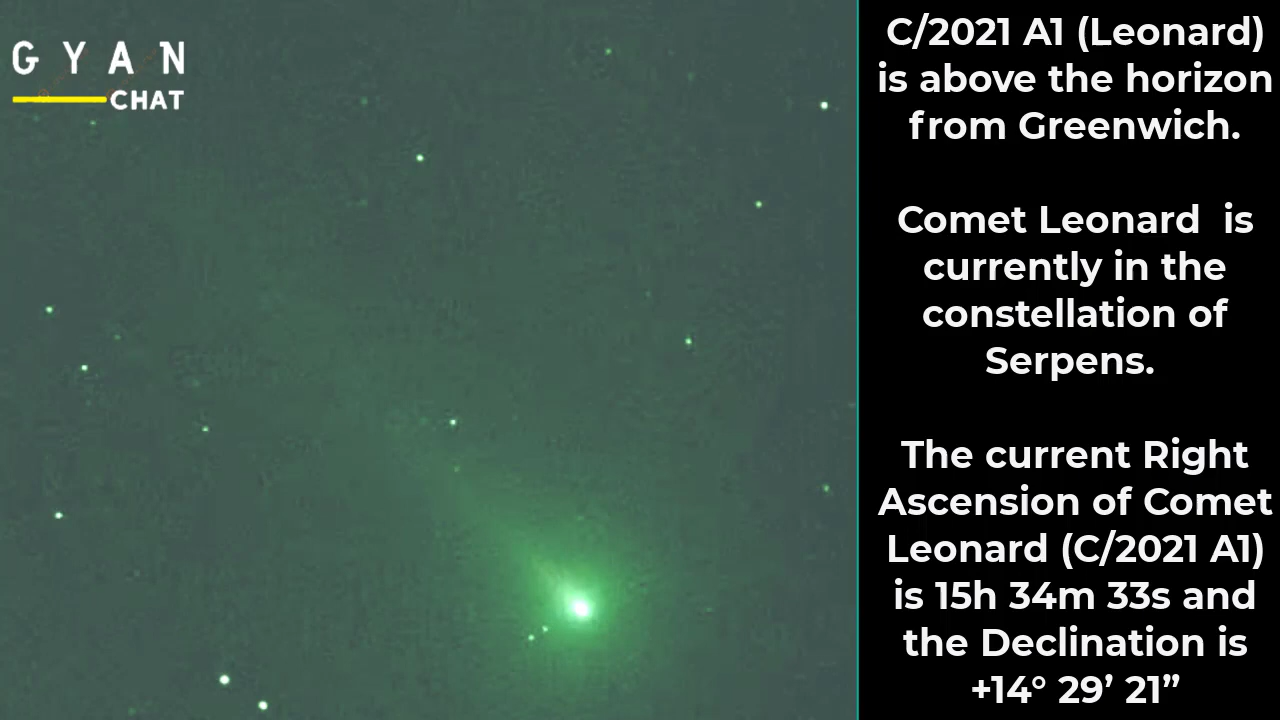 GYAN
CHAT
C/2021 A1 (Leonard)
is above the horizon
from Greenwich.
Comet Leonard is
currently in the
constellation of
Serpens.
The current Right
Ascension of Comet
Leonard (C/2021 A1)
is 15h 34m 33s and
the Declination is
+14° 29’ 21”